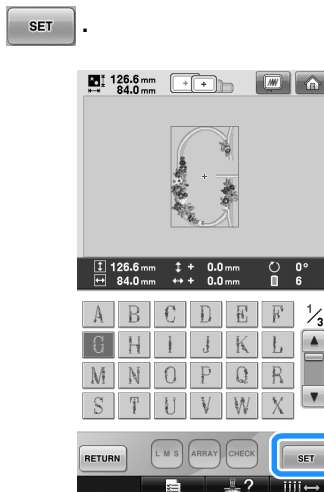 SET .
126.6 mm
84.0 mm
126.6 mm + 0.0 mm 0°
84.0 mm + 0.0 mm 6
A B C D E F 1/3
G H I J K L
M N O P Q R
S T U V W X
RETURN L M S ARRAY CHECK SET
?